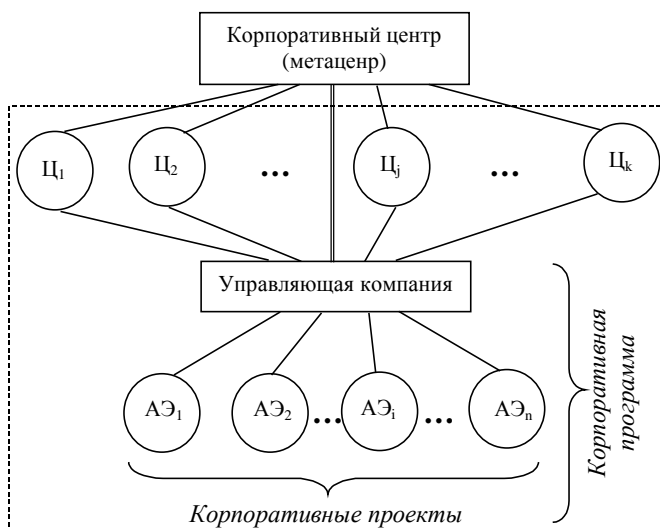 Корпоративный центр
(метаценр)
Ц1 Ц2 ... Цj ... Цk
Управляющая компания
АЭ1 АЭ2 ... АЭi ... АЭn
Корпоративные проекты
Корпоративная
программа